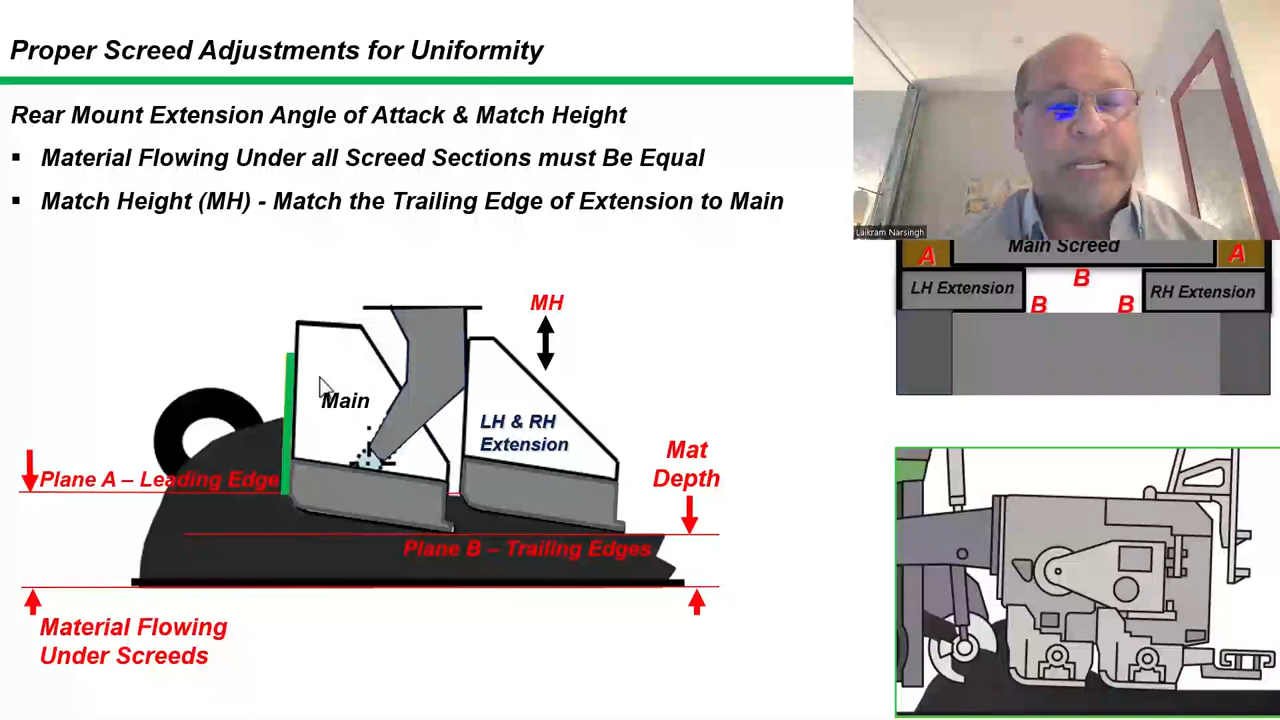 Proper Screed Adjustments for Uniformity
Rear Mount Extension Angle of Attack & Match Height
▪ Material Flowing Under all Screed Sections must Be Equal
▪ Match Height (MH) - Match the Trailing Edge of Extension to Main
Laikram Narsingh
Main Screed
A
A
LH Extension
B
RH Extension
B
B
MH
Main
LH & RH
Extension
Mat
Depth
Plane A – Leading Edge
Plane B – Trailing Edges
Material Flowing
Under Screeds